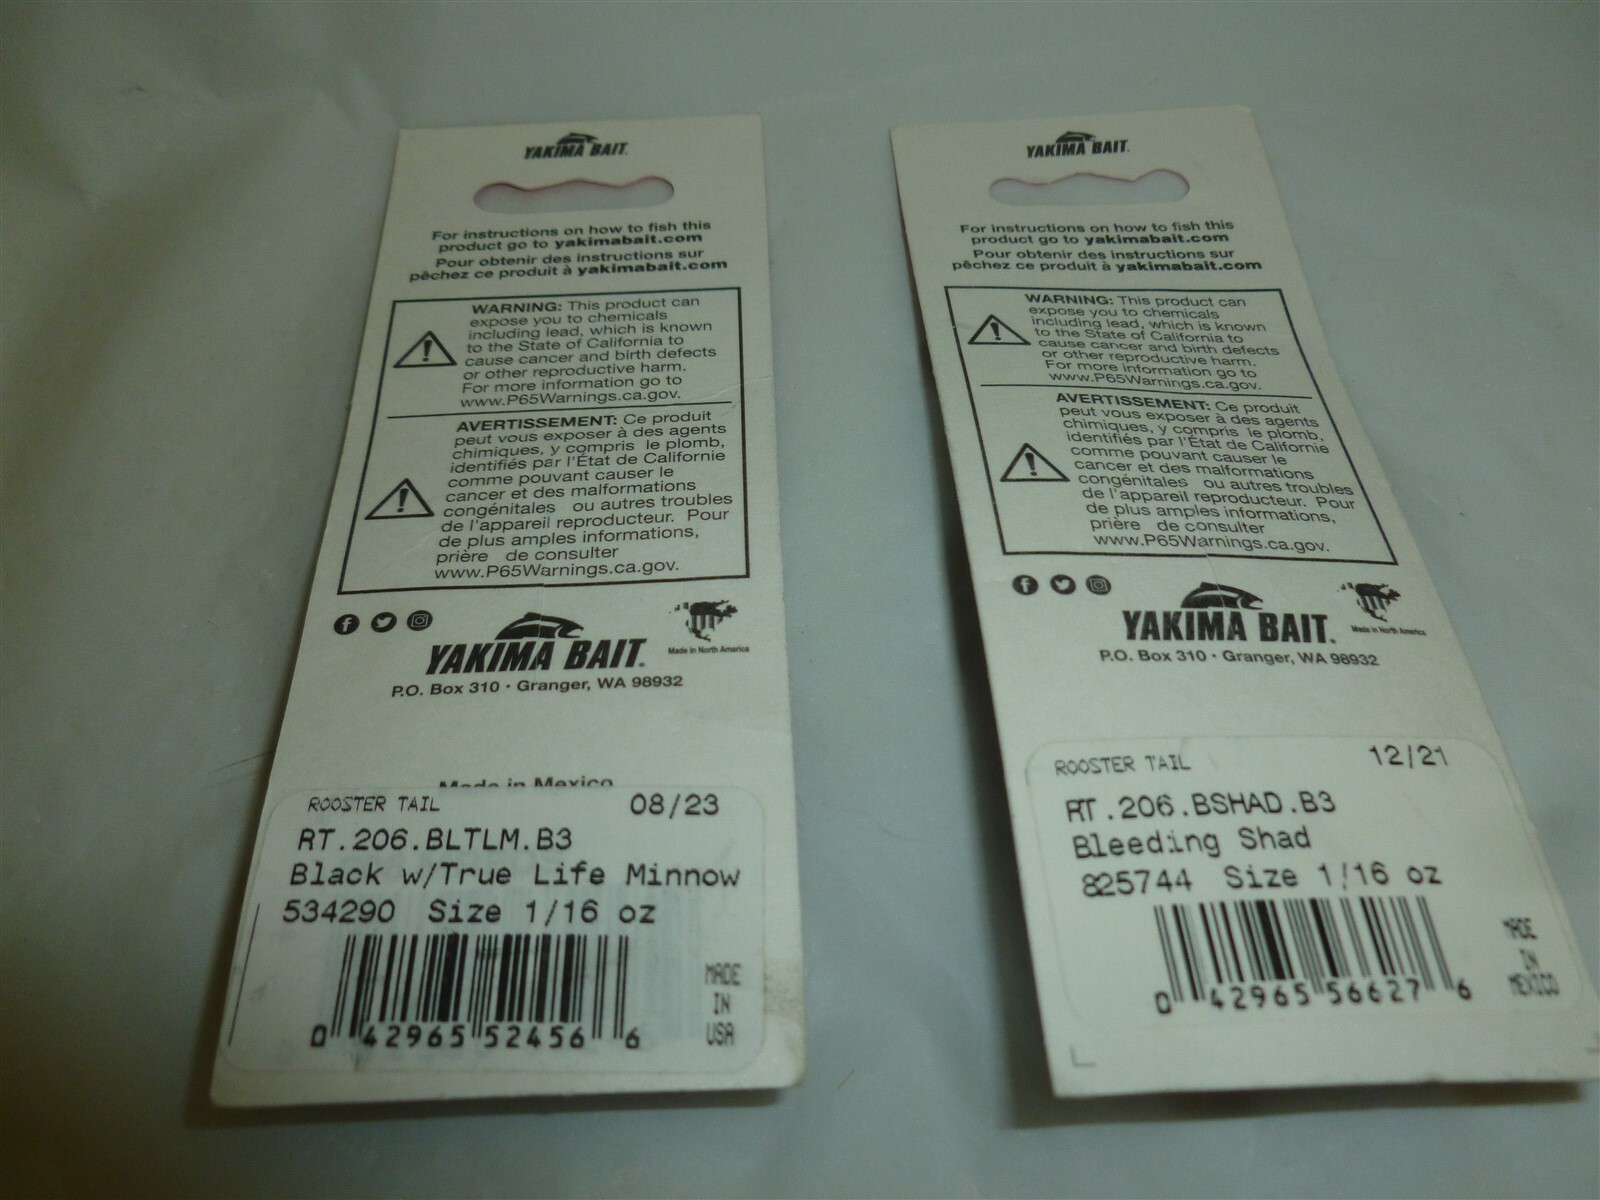 YAKIMA BAIT.
For instructions on how to fish this
product go to yakimabait.com
Pour obtenir des instructions sur
pêchez ce produit à yakimabait.com
WARNING: This product can
expose you to chemicals
including lead, which is known
to the State of California to
cause cancer and birth defects
or other reproductive harm.
For more information go to
www.P65Warnings.ca.gov.
AVERTISSEMENT: Ce produit
peut vous exposer à des agents
chimiques, y compris le plomb,
identifiés par l'État de Californie
comme pouvant causer le
cancer et des malformations
congénitales ou autres troubles
de l'appareil reproducteur. Pour
de plus amples informations,
prière de consulter
www.P65Warnings.ca.gov.
YAKIMA BAIT.
Made in North America
P.O. Box 310 · Granger, WA 98932
Made in Mexico
ROOSTER TAIL 08/23
RT.206.BLTLM.B3
Black w/True Life Minnow
534290 Size 1/16 oz
MADE
IN
USA
0 42965 52456 6
YAKIMA BAIT.
For instructions on how to fish this
product go to yakimabait.com
Pour obtenir des instructions sur
pêchez ce produit à yakimabait.com
WARNING: This product can
expose you to chemicals
including lead, which is known
to the State of California to
cause cancer and birth defects
or other reproductive harm.
For more information go to
www.P65Warnings.ca.gov.
AVERTISSEMENT: Ce produit
peut vous exposer à des agents
chimiques, y compris le plomb,
identifiés par l'État de Californie
comme pouvant causer le
cancer et des malformations
congénitales ou autres troubles
de l'appareil reproducteur. Pour
de plus amples informations,
prière de consulter
www.P65Warnings.ca.gov.
YAKIMA BAIT.
Made in North America
P.O. Box 310 · Granger, WA 98932
ROOSTER TAIL 12/21
RT.206.BSHAD.B3
Bleeding Shad
825744 Size 1/16 oz
MADE
IN
MEXICO
0 42965 56627 6